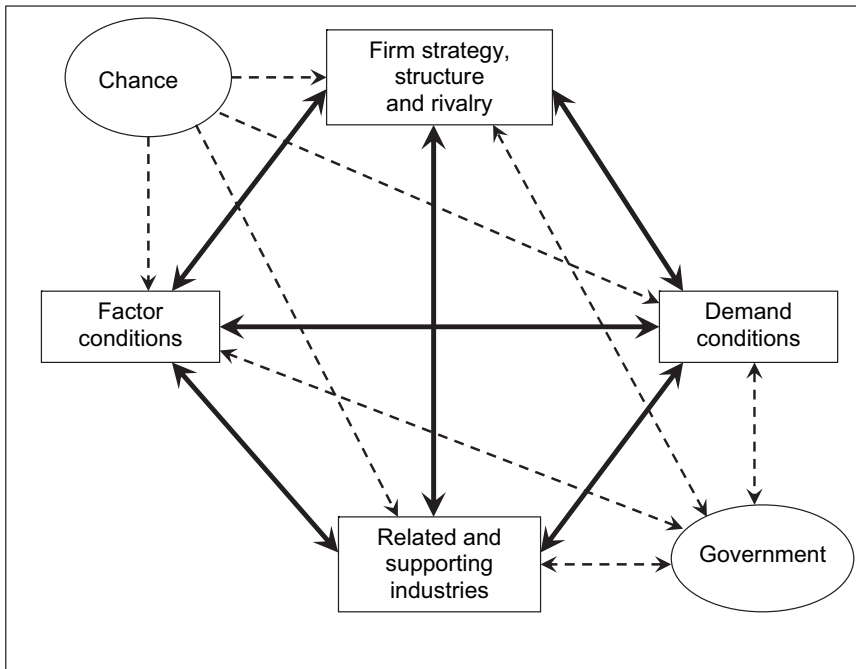 Chance
Firm strategy,
structure
and rivalry
Factor
conditions
Demand
conditions
Related and
supporting
industries
Government